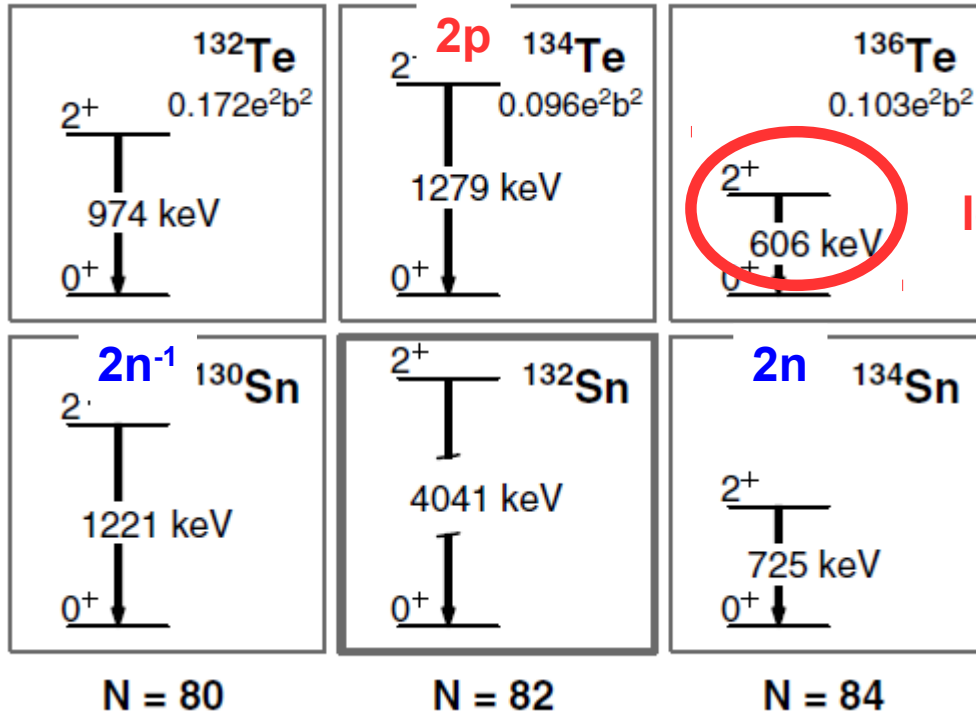 132Te
0.172e2b2
2+
974 keV
0+
2p
134Te
0.096e2b2
2
1279 keV
0+
136Te
0.103e2b2
2+
606 keV
0+
2n-1
130Sn
2
1221 keV
0+
132Sn
2+
4041 keV
2n
134Sn
2+
725 keV
0+
N = 80
N = 82
N = 84